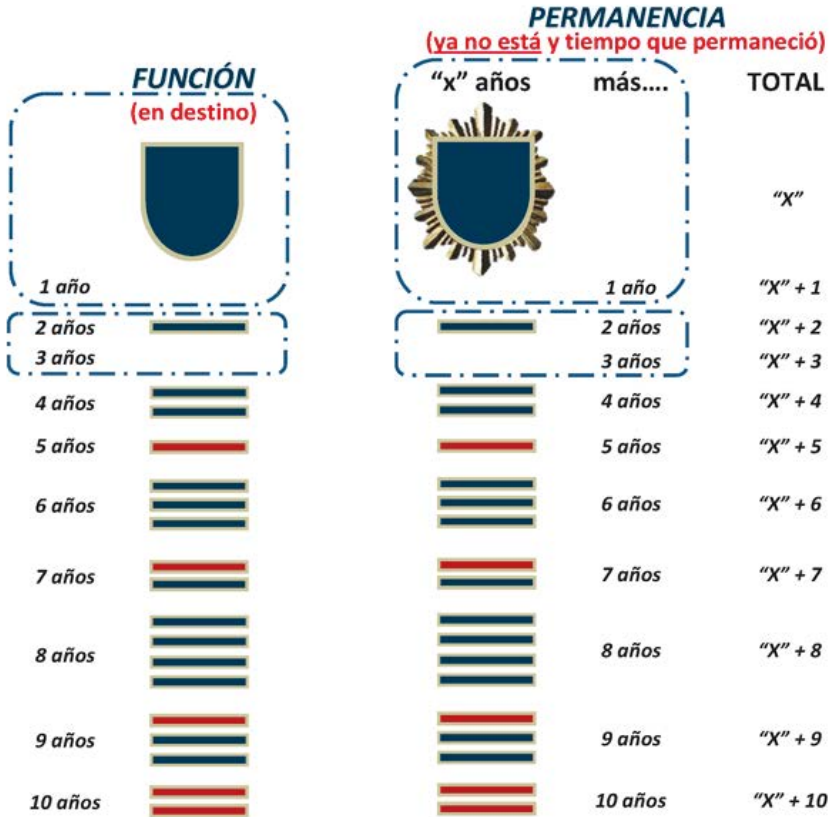 PERMANENCIA
(ya no está y tiempo que permaneció)
FUNCIÓN
(en destino)
“x” años más.... TOTAL
“X”
1 año 1 año “X” + 1
2 años 2 años “X” + 2
3 años 3 años “X” + 3
4 años 4 años “X” + 4
5 años 5 años “X” + 5
6 años 6 años “X” + 6
7 años 7 años “X” + 7
8 años 8 años “X” + 8
9 años 9 años “X” + 9
10 años 10 años “X” + 10